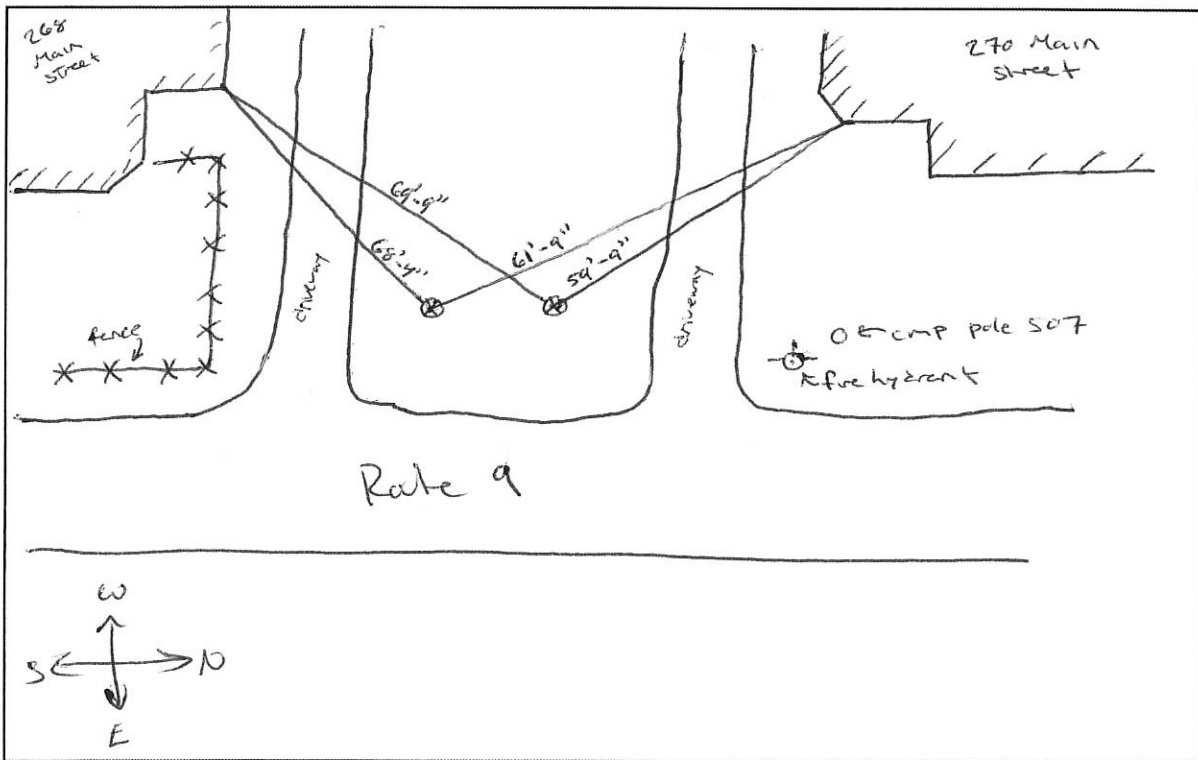 268
Main
Street
270 Main
street
69'-9"
68'-4"
61'-9"
59'-9"
driveway
driveway
fence
O ← cmp pole 507
↖ fire hydrant
Route 9
W
S
N
E